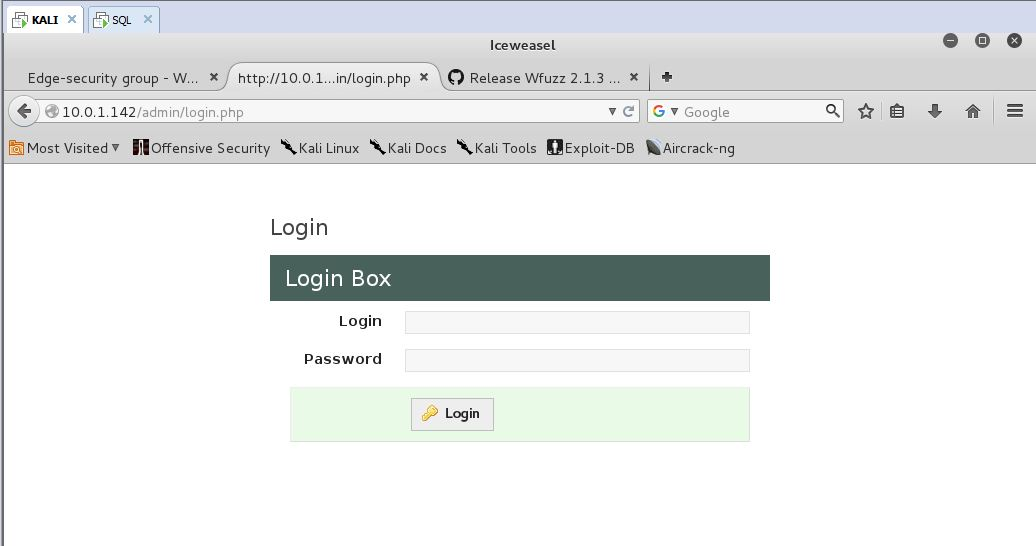 KALI SQL
Iceweasel
Edge-security group - W... http://10.0.1...in/login.php Release Wfuzz 2.1.3 ...
10.0.1.142/admin/login.php Google
Most Visited Offensive Security Kali Linux Kali Docs Kali Tools Exploit-DB Aircrack-ng
Login
Login Box
Login
Password
Login